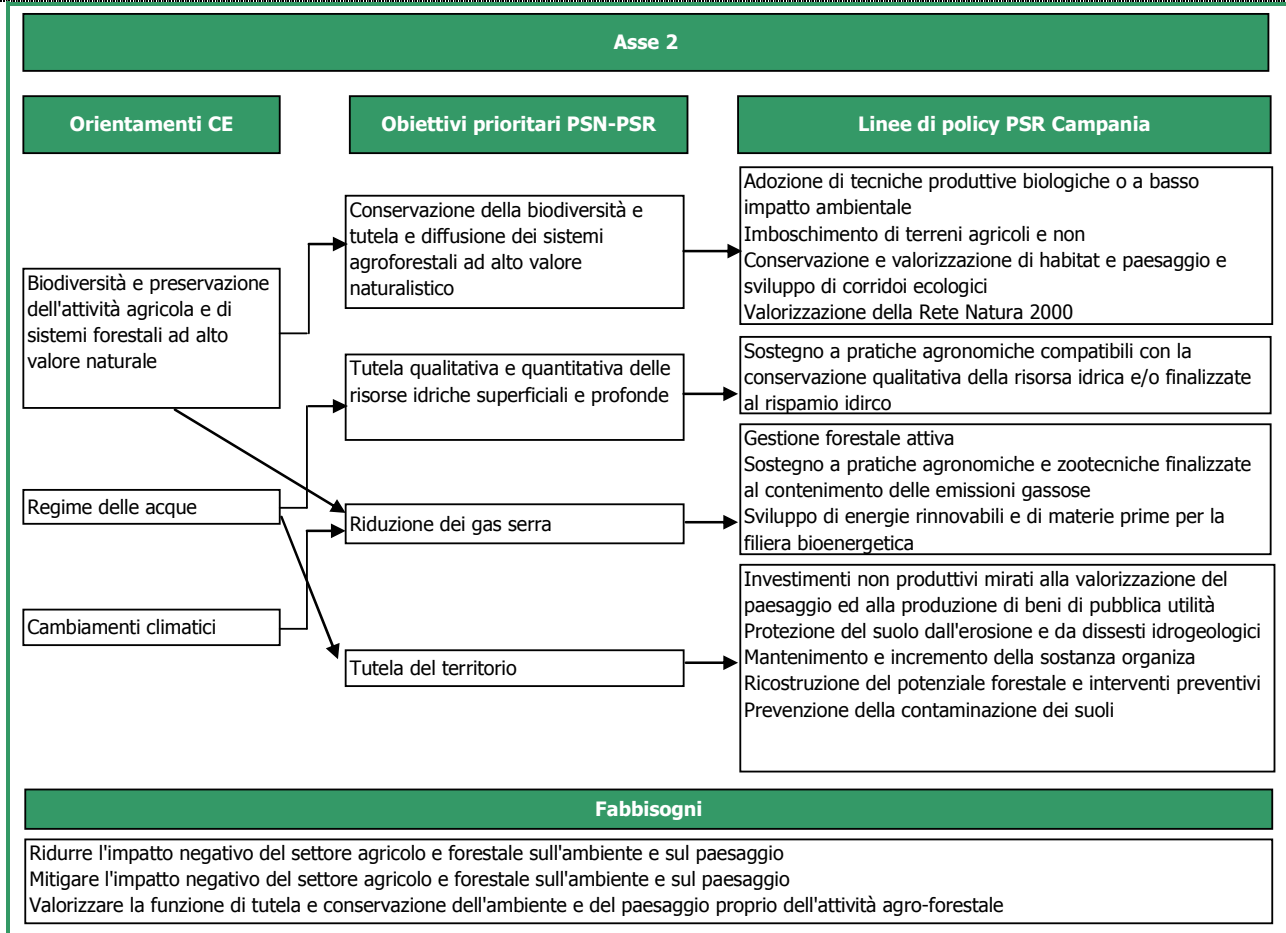 Asse 2
Orientamenti CE
Obiettivi prioritari PSN-PSR
Linee di policy PSR Campania
Biodiversità e preservazione
dell'attività agricola e di
sistemi forestali ad alto
valore naturale
Regime delle acque
Cambiamenti climatici
Conservazione della biodiversità e
tutela e diffusione dei sistemi
agroforestali ad alto valore
naturalistico
Tutela qualitativa e quantitativa delle
risorse idriche superficiali e profonde
Riduzione dei gas serra
Tutela del territorio
Adozione di tecniche produttive biologiche o a basso
impatto ambientale
Imboschimento di terreni agricoli e non
Conservazione e valorizzazione di habitat e paesaggio e
sviluppo di corridoi ecologici
Valorizzazione della Rete Natura 2000
Sostegno a pratiche agronomiche compatibili con la
conservazione qualitativa della risorsa idrica e/o finalizzate
al rispamio idirco
Gestione forestale attiva
Sostegno a pratiche agronomiche e zootecniche finalizzate
al contenimento delle emissioni gassose
Sviluppo di energie rinnovabili e di materie prime per la
filiera bioenergetica
Investimenti non produttivi mirati alla valorizzazione del
paesaggio ed alla produzione di beni di pubblica utilità
Protezione del suolo dall'erosione e da dissesti idrogeologici
Mantenimento e incremento della sostanza organiza
Ricostruzione del potenziale forestale e interventi preventivi
Prevenzione della contaminazione dei suoli
Fabbisogni
Ridurre l'impatto negativo del settore agricolo e forestale sull'ambiente e sul paesaggio
Mitigare l'impatto negativo del settore agricolo e forestale sull'ambiente e sul paesaggio
Valorizzare la funzione di tutela e conservazione dell'ambiente e del paesaggio proprio dell'attività agro-forestale